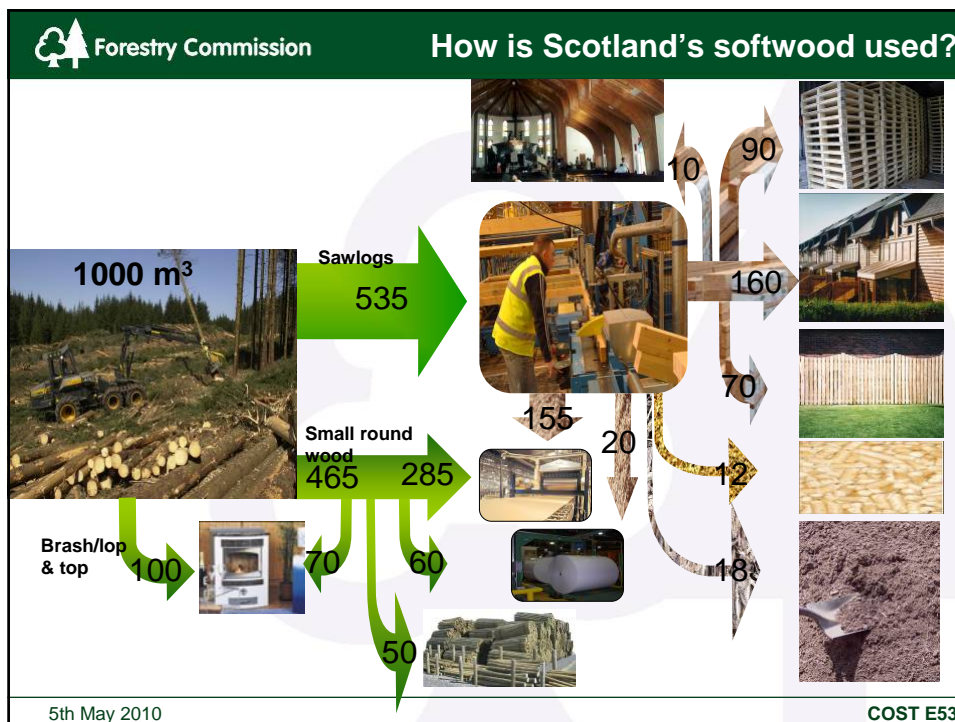 Forestry Commission
How is Scotland's softwood used?
1000 m³
Sawlogs
535
10
90
160
70
155
20
12
18
Small round
wood
465
285
Brash/lop
& top
100
70
60
50
5th May 2010
COST E53